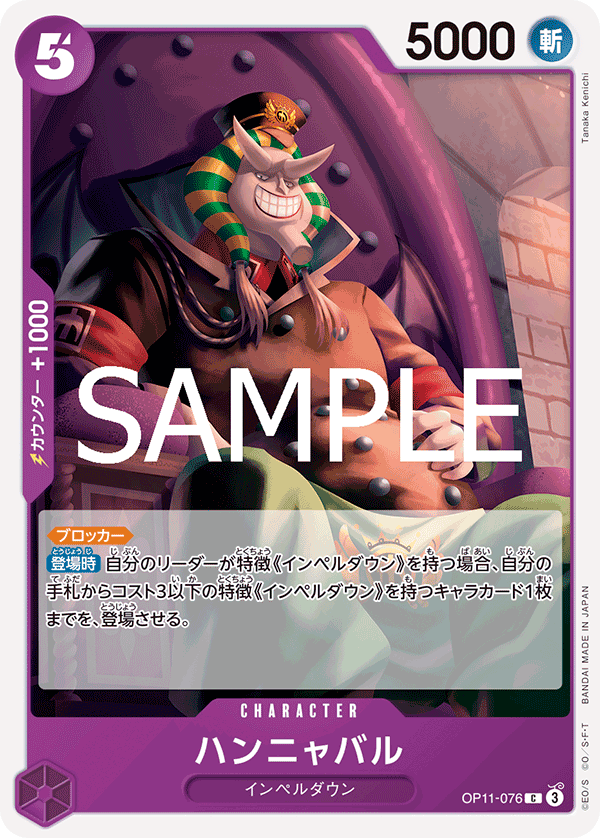 5
5000
斬
Tanaka Kenichi
カウンター +1000
SAMPLE
ブロッカー
登場時 自分のリーダーが特徴《インペルダウン》を持つ場合、自分の
手札からコスト3以下の特徴《インペルダウン》を持つキャラカード1枚
までを、登場させる。
CHARACTER
ハンニャバル
インペルダウン
OP11-076 C 3
©E.O/S ©O/S・F・T BANDAI MADE IN JAPAN